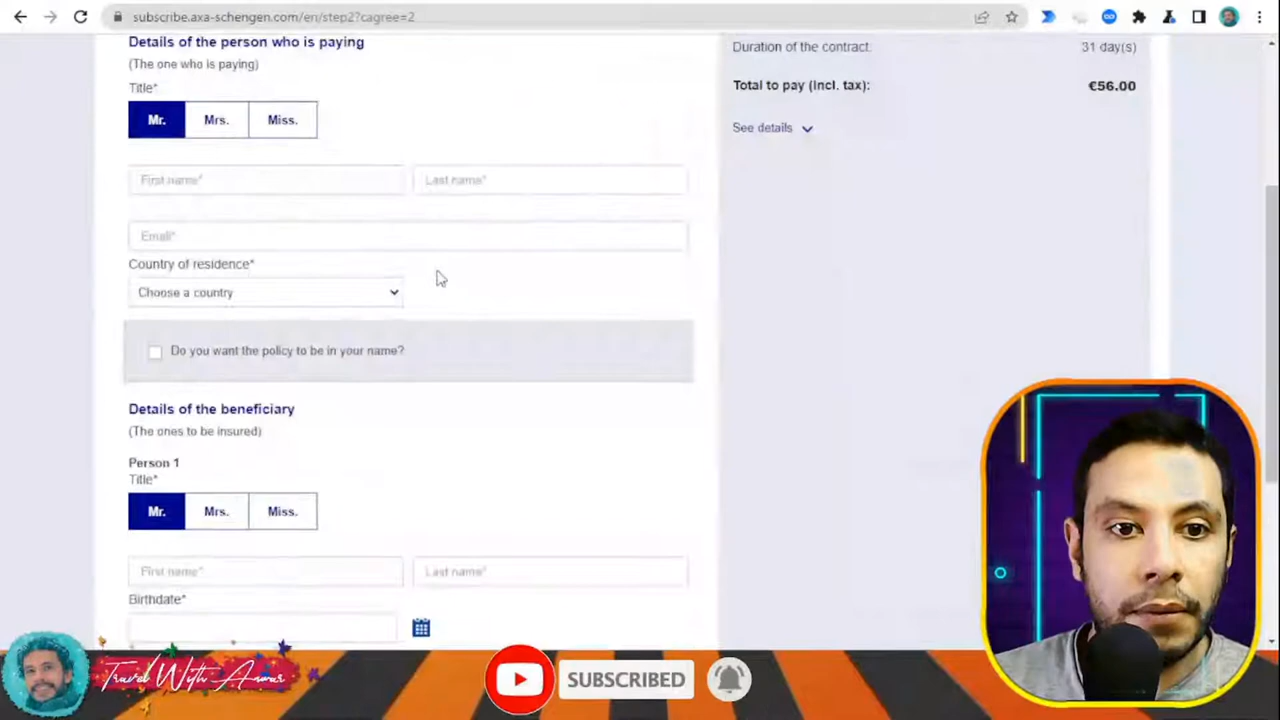 subscribe.axa-schengen.com/en/step2?cagree=2
Details of the person who is paying
(The one who is paying)
Title*
Mr. Mrs. Miss.
First name* Last name*
Email*
Country of residence*
Choose a country
Do you want the policy to be in your name?
Details of the beneficiary
(The ones to be insured)
Person 1
Title*
Mr. Mrs. Miss.
First name* Last name*
Birthdate*
Duration of the contract: 31 day(s)
Total to pay (incl. tax): €56.00
See details
Travel With Anwar
SUBSCRIBED